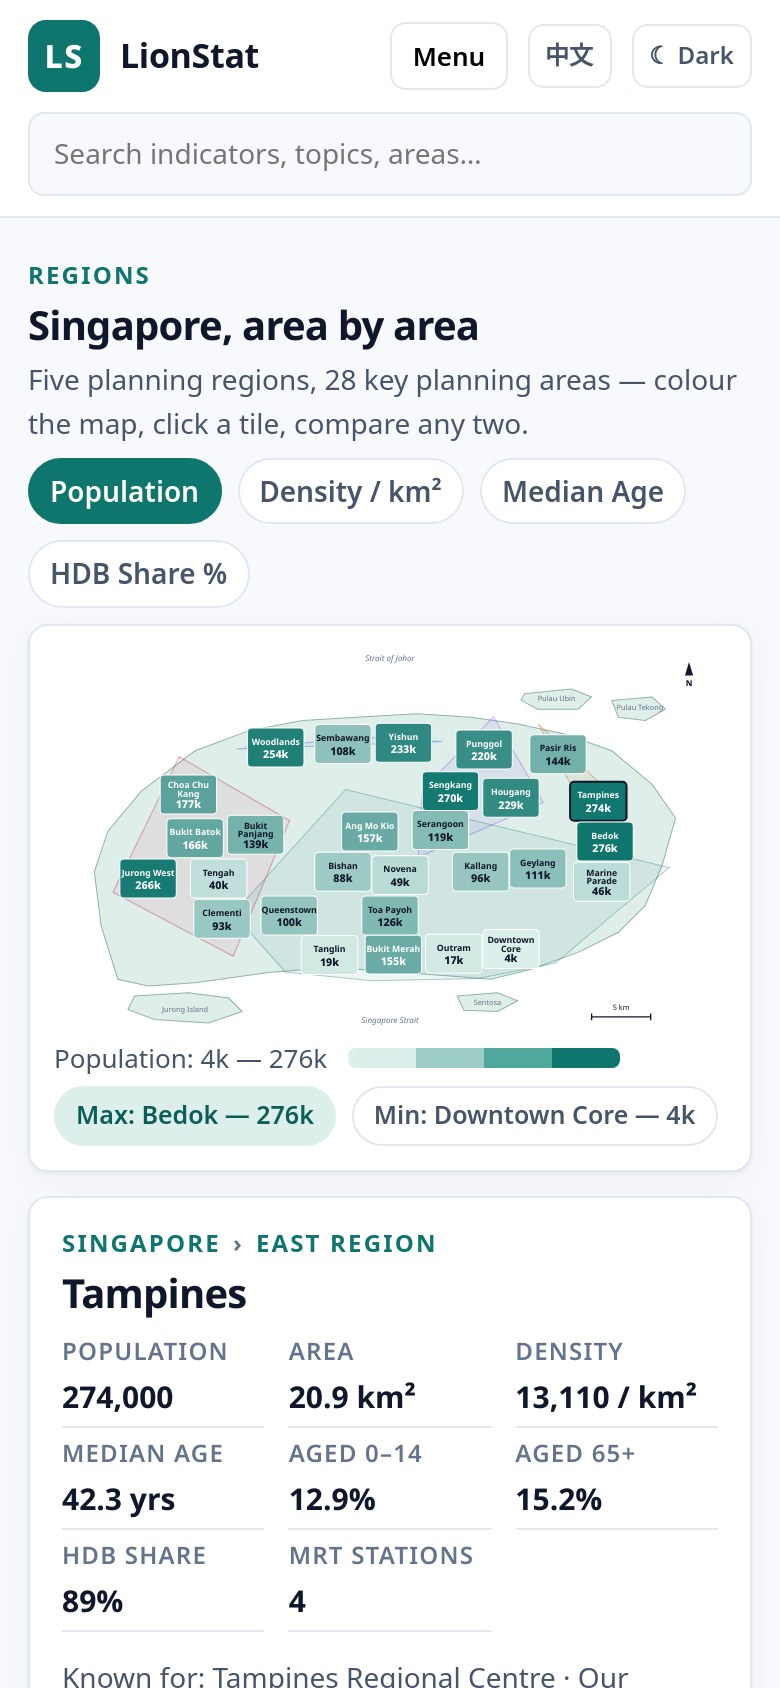 LS
LionStat
Menu
中文
☾ Dark
Search indicators, topics, areas…
REGIONS
Singapore, area by area
Five planning regions, 28 key planning areas — colour
the map, click a tile, compare any two.
Population
Density / km²
Median Age
HDB Share %
Strait of Johor
N
Pulau Ubin
Pulau Tekong
Woodlands
254k
Sembawang
108k
Yishun
233k
Punggol
220k
Pasir Ris
144k
Choa Chu
Kang
177k
Sengkang
270k
Hougang
229k
Tampines
274k
Bukit Batok
166k
Bukit
Panjang
139k
Ang Mo Kio
157k
Serangoon
119k
Bedok
276k
Jurong West
266k
Tengah
40k
Bishan
88k
Novena
49k
Kallang
96k
Geylang
111k
Marine
Parade
46k
Clementi
93k
Queenstown
100k
Toa Payoh
126k
Tanglin
19k
Bukit Merah
155k
Outram
17k
Downtown
Core
4k
Jurong Island
Sentosa
Singapore Strait
5 km
Population: 4k — 276k
Max: Bedok — 276k
Min: Downtown Core — 4k
SINGAPORE › EAST REGION
Tampines
POPULATION
274,000
AREA
20.9 km²
DENSITY
13,110 / km²
MEDIAN AGE
42.3 yrs
AGED 0–14
12.9%
AGED 65+
15.2%
HDB SHARE
89%
MRT STATIONS
4
Known for: Tampines Regional Centre · Our